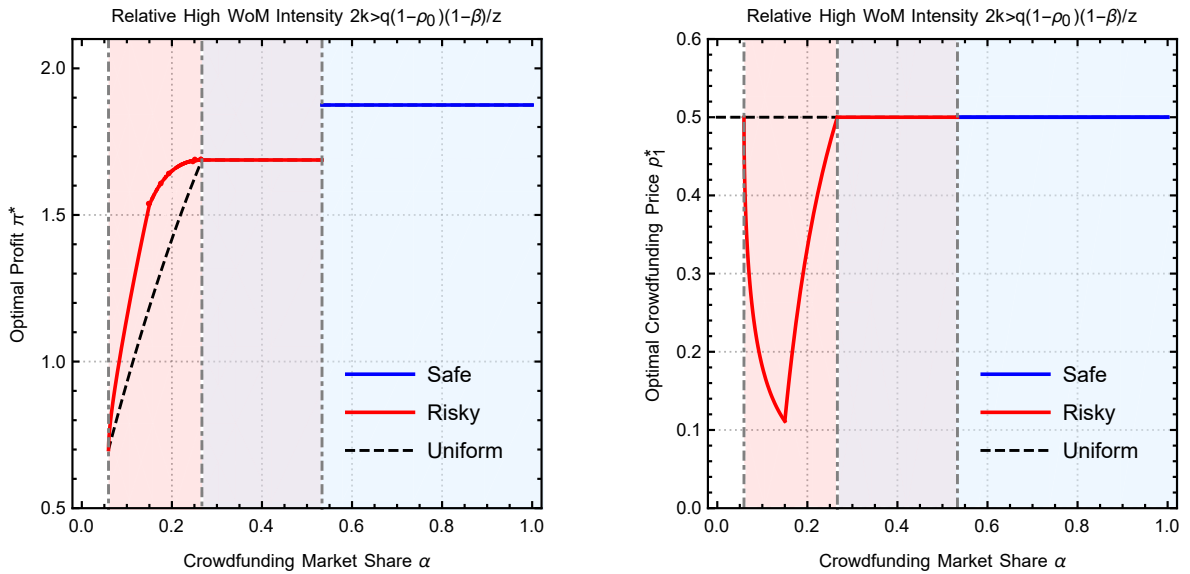 Relative High WoM Intensity 2k>q(1−ρ₀)(1−β)/z
Optimal Profit π*
2.0
1.5
1.0
0.5
0.0
0.2
0.4
0.6
0.8
1.0
Safe
Risky
Uniform
Crowdfunding Market Share α
Relative High WoM Intensity 2k>q(1−ρ₀)(1−β)/z
Optimal Crowdfunding Price p₁*
0.6
0.5
0.4
0.3
0.2
0.1
0.0
0.0
0.2
0.4
0.6
0.8
1.0
Safe
Risky
Uniform
Crowdfunding Market Share α